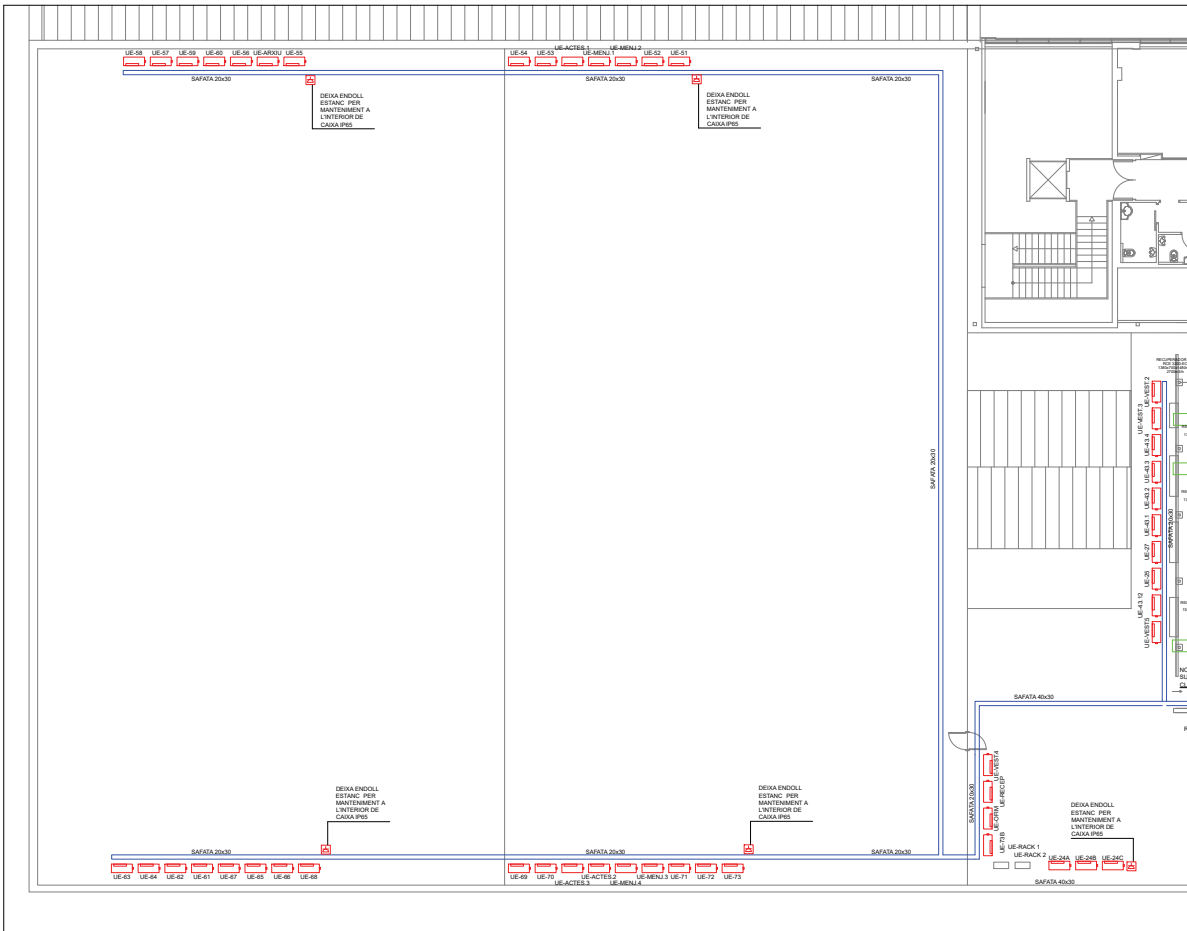 UE-ACTES.1
UE-MENJ.2
UE-58
UE-57
UE-59
UE-60
UE-56
UE-ARXIU
UE-55
UE-54
UE-53
UE-MENJ.1
UE-52
UE-51
SAFATA 20x30
SAFATA 20x30
SAFATA 20x30
DEIXA ENDOLL
ESTANC PER
MANTENIMENT A
L'INTERIOR DE
CAIXA IP65
DEIXA ENDOLL
ESTANC PER
MANTENIMENT A
L'INTERIOR DE
CAIXA IP65
SAFATA 20x30
UE-VEST.2
UE-VEST.3
UE-43.4
UE-43.3
UE-43.2
UE-43.1
UE-27
UE-25
UE-43.12
UE-VEST.5
SAFATA 20x30
SAFATA 40x30
UE-VEST.4
UE-RECEP
UE-OFIM
UE-73B
SAFATA 20x30
DEIXA ENDOLL
ESTANC PER
MANTENIMENT A
L'INTERIOR DE
CAIXA IP65
DEIXA ENDOLL
ESTANC PER
MANTENIMENT A
L'INTERIOR DE
CAIXA IP65
DEIXA ENDOLL
ESTANC PER
MANTENIMENT A
L'INTERIOR DE
CAIXA IP65
UE-RACK 1
UE-RACK 2
UE-24A
UE-24B
UE-24C
SAFATA 20x30
SAFATA 20x30
SAFATA 20x30
UE-63
UE-64
UE-62
UE-61
UE-67
UE-65
UE-66
UE-68
UE-69
UE-70
UE-ACTES.2
UE-MENJ.3
UE-71
UE-72
UE-73
UE-ACTES.3
UE-MENJ.4
SAFATA 40x30